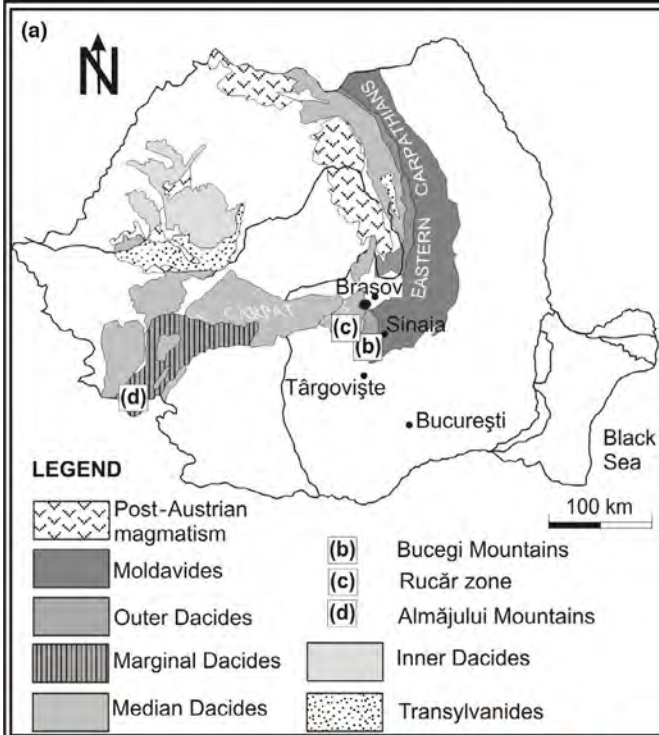 (a)
N
EASTERN CARPATHIANS
Braşov
CARPAT
(c)
Sinaia
(b)
(d)
Târgovişte
Bucureşti
Black
Sea
LEGEND
100 km
Post-Austrian
magmatism
(b) Bucegi Mountains
Moldavides
(c) Rucăr zone
Outer Dacides
(d) Almăjului Mountains
Marginal Dacides
Inner Dacides
Median Dacides
Transylvanides